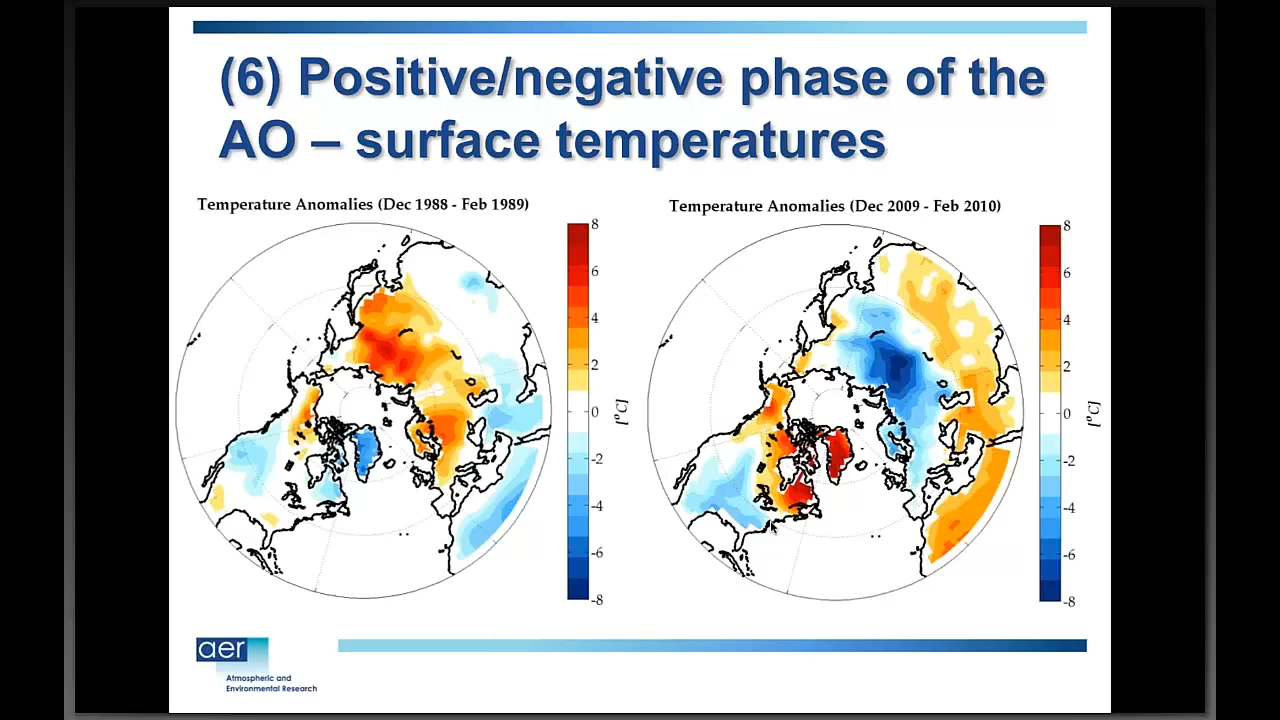 (6) Positive/negative phase of the
AO – surface temperatures
Temperature Anomalies (Dec 1988 - Feb 1989)
8
6
4
2
0
-2
-4
-6
-8
[°C]
Temperature Anomalies (Dec 2009 - Feb 2010)
8
6
4
2
0
-2
-4
-6
-8
[°C]
aer
Atmospheric and
Environmental Research